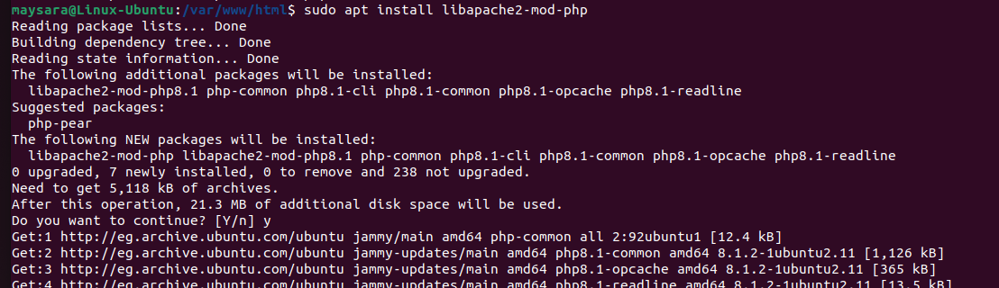 maysara@Linux-Ubuntu:/var/www/html$ sudo apt install libapache2-mod-php
Reading package lists... Done
Building dependency tree... Done
Reading state information... Done
The following additional packages will be installed:
  libapache2-mod-php8.1 php-common php8.1-cli php8.1-common php8.1-opcache php8.1-readline
Suggested packages:
  php-pear
The following NEW packages will be installed:
  libapache2-mod-php libapache2-mod-php8.1 php-common php8.1-cli php8.1-common php8.1-opcache php8.1-readline
0 upgraded, 7 newly installed, 0 to remove and 238 not upgraded.
Need to get 5,118 kB of archives.
After this operation, 21.3 MB of additional disk space will be used.
Do you want to continue? [Y/n] y
Get:1 http://eg.archive.ubuntu.com/ubuntu jammy/main amd64 php-common all 2:92ubuntu1 [12.4 kB]
Get:2 http://eg.archive.ubuntu.com/ubuntu jammy-updates/main amd64 php8.1-common amd64 8.1.2-1ubuntu2.11 [1,126 kB]
Get:3 http://eg.archive.ubuntu.com/ubuntu jammy-updates/main amd64 php8.1-opcache amd64 8.1.2-1ubuntu2.11 [365 kB]
Get:4 http://eg.archive.ubuntu.com/ubuntu jammy-updates/main amd64 php8.1-readline amd64 8.1.2-1ubuntu2.11 [13.5 kB]